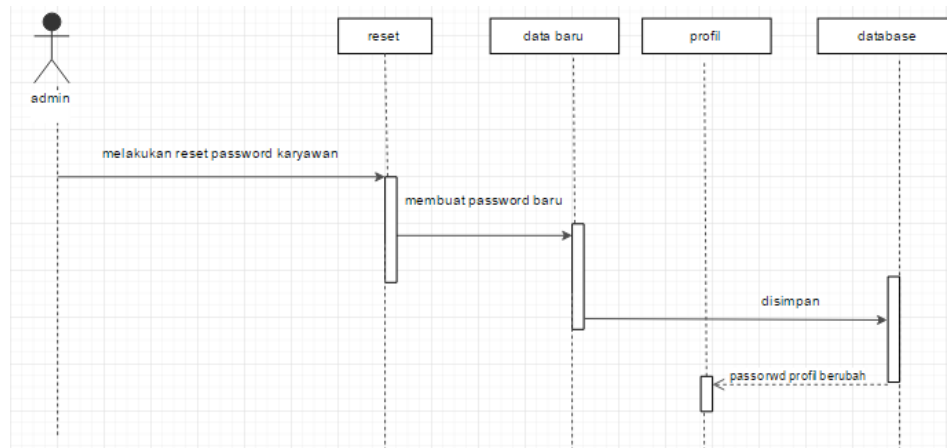 reset
data baru
profil
database
admin
melakukan reset password karyawan
membuat password baru
disimpan
passorwd profil berubah